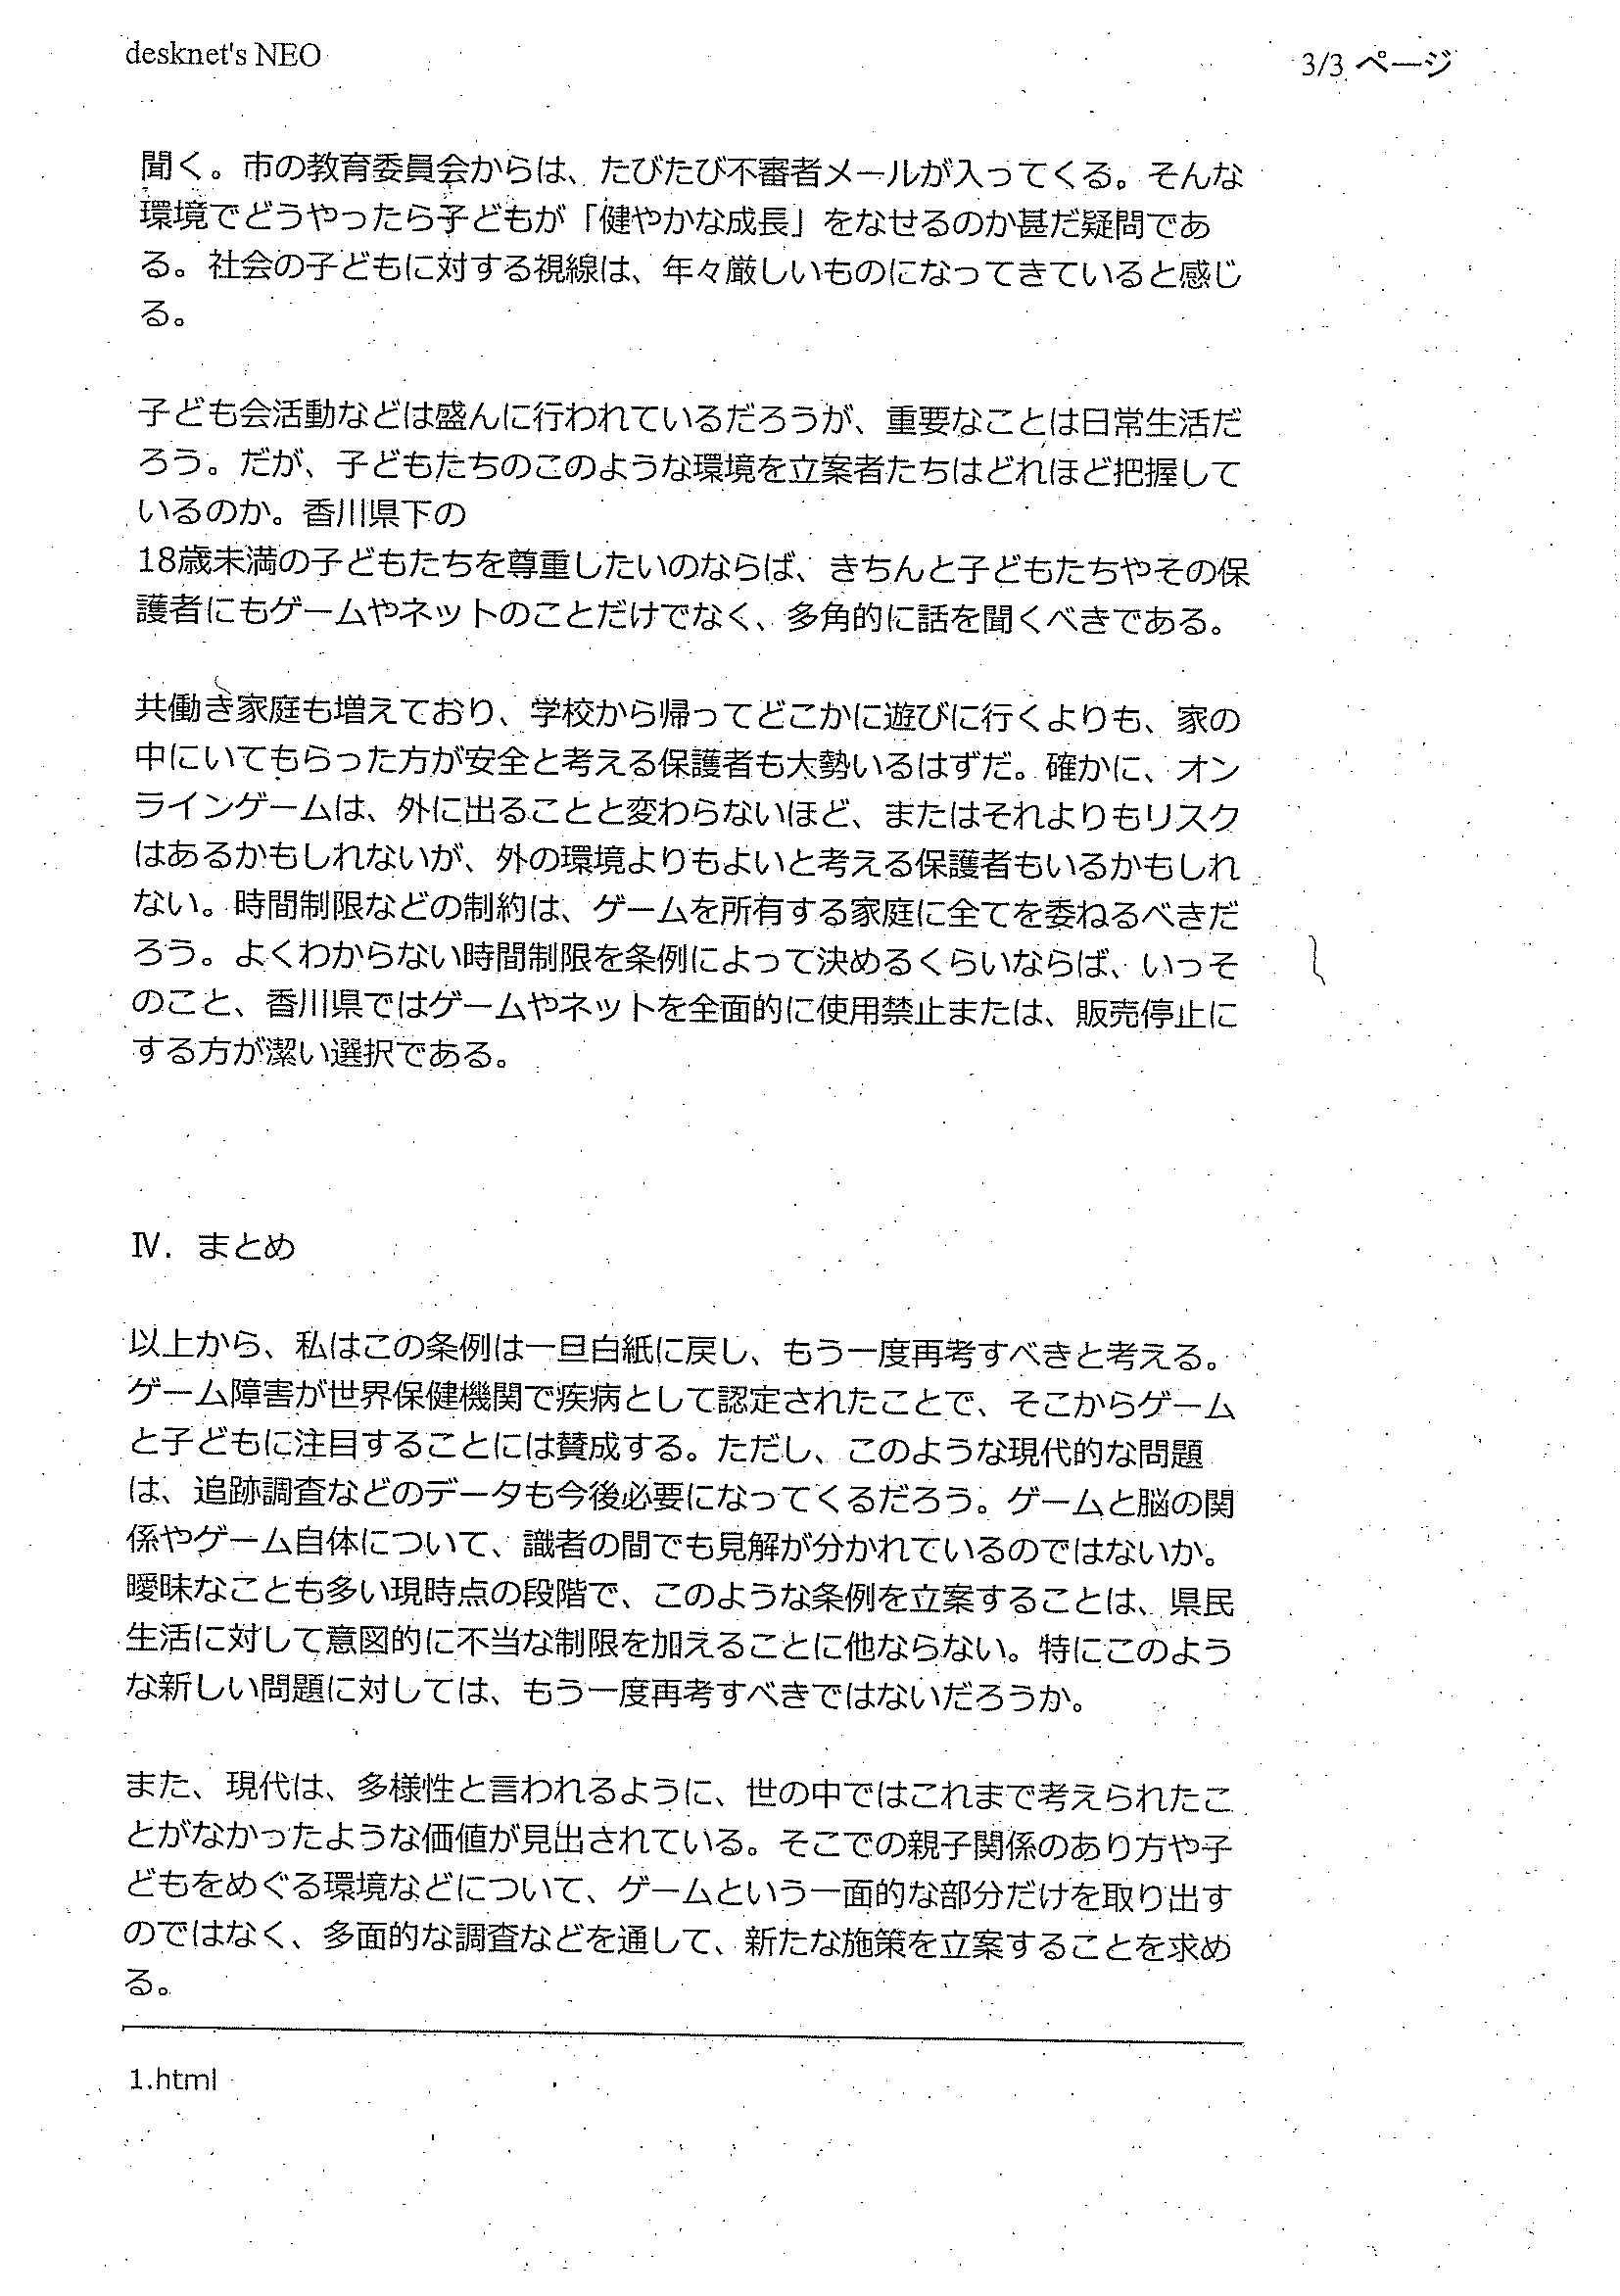 desknet's NEO
3/3 ページ
聞く。市の教育委員会からは、たびたび不審者メールが入ってくる。そんな
環境でどうやったら子どもが「健やかな成長」をなせるのか甚だ疑問であ
る。社会の子どもに対する視線は、年々厳しいものになってきていると感じ
る。
子ども会活動などは盛んに行われているだろうが、重要なことは日常生活だ
ろう。だが、子どもたちのこのような環境を立案者たちはどれほど把握して
いるのか。香川県下の
18歳未満の子どもたちを尊重したいのならば、きちんと子どもたちやその保
護者にもゲームやネットのことだけでなく、多角的に話を聞くべきである。
共働き家庭も増えており、学校から帰ってどこかに遊びに行くよりも、家の
中にいてもらった方が安全と考える保護者も大勢いるはずだ。確かに、オン
ラインゲームは、外に出ることと変わらないほど、またはそれよりもリスク
はあるかもしれないが、外の環境よりもよいと考える保護者もいるかもしれ
ない。時間制限などの制約は、ゲームを所有する家庭に全てを委ねるべきだ
ろう。よくわからない時間制限を条例によって決めるくらいならば、いっそ
のこと、香川県ではゲームやネットを全面的に使用禁止または、販売停止に
する方が潔い選択である。
Ⅳ．まとめ
以上から、私はこの条例は一旦白紙に戻し、もう一度再考すべきと考える。
ゲーム障害が世界保健機関で疾病として認定されたことで、そこからゲーム
と子どもに注目することには賛成する。ただし、このような現代的な問題
は、追跡調査などのデータも今後必要になってくるだろう。ゲームと脳の関
係やゲーム自体について、識者の間でも見解が分かれているのではないか。
曖昧なことも多い現時点の段階で、このような条例を立案することは、県民
生活に対して意図的に不当な制限を加えることに他ならない。特にこのよう
な新しい問題に対しては、もう一度再考すべきではないだろうか。
また、現代は、多様性と言われるように、世の中ではこれまで考えられたこ
とがなかったような価値が見出されている。そこでの親子関係のあり方や子
どもをめぐる環境などについて、ゲームという一面的な部分だけを取り出す
のではなく、多面的な調査などを通して、新たな施策を立案することを求め
る。
1.html